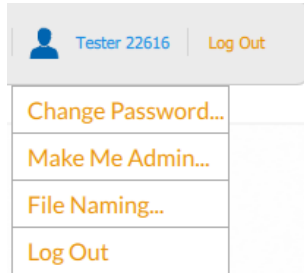 Tester 22616 Log Out
Change Password...
Make Me Admin...
File Naming...
Log Out